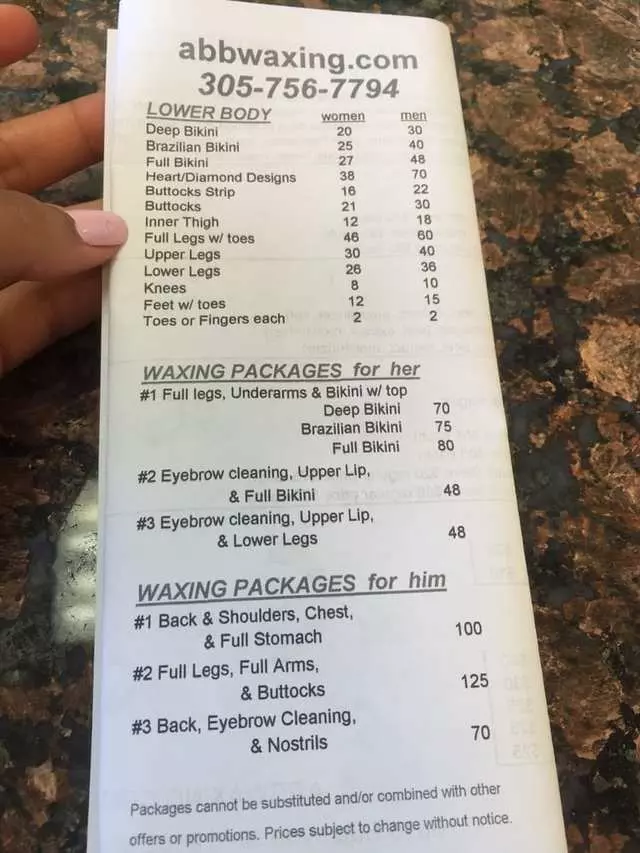 abbwaxing.com
305-756-7794
LOWER BODY women men
Deep Bikini 20 30
Brazilian Bikini 25 40
Full Bikini 27 48
Heart/Diamond Designs 38 70
Buttocks Strip 16 22
Buttocks 21 30
Inner Thigh 12 18
Full Legs w/ toes 46 60
Upper Legs 30 40
Lower Legs 26 36
Knees 8 10
Feet w/ toes 12 15
Toes or Fingers each 2 2
WAXING PACKAGES for her
#1 Full legs, Underarms & Bikini w/ top
Deep Bikini 70
Brazilian Bikini 75
Full Bikini 80
#2 Eyebrow cleaning, Upper Lip,
& Full Bikini 48
#3 Eyebrow cleaning, Upper Lip,
& Lower Legs 48
WAXING PACKAGES for him
#1 Back & Shoulders, Chest,
& Full Stomach 100
#2 Full Legs, Full Arms,
& Buttocks 125
#3 Back, Eyebrow Cleaning,
& Nostrils 70
Packages cannot be substituted and/or combined with other
offers or promotions. Prices subject to change without notice.